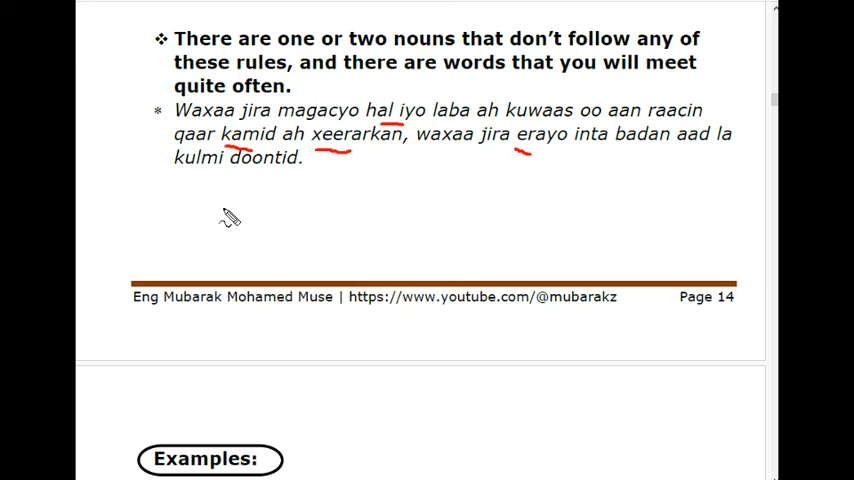 ❖ There are one or two nouns that don’t follow any of
these rules, and there are words that you will meet
quite often.
* Waxaa jira magacyo hal iyo laba ah kuwaas oo aan raacin
qaar kamid ah xeerarkan, waxaa jira erayo inta badan aad la
kulmi doontid.
Eng Mubarak Mohamed Muse | https://www.youtube.com/@mubarakz Page 14
Examples: